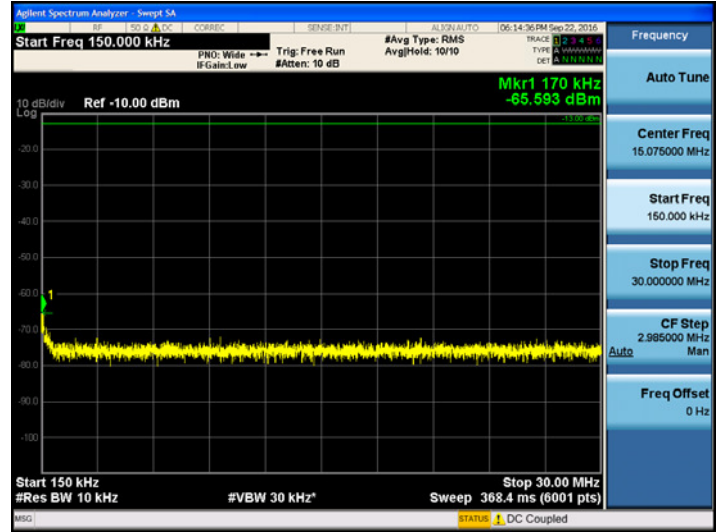 Agilent Spectrum Analyzer - Swept SA
RF 50 Ω DC CORREC SENSE:INT ALIGN AUTO 06:14:36 PM Sep 22, 2016
Start Freq 150.000 kHz
PNO: Wide
IFGain:Low
Trig: Free Run
#Atten: 10 dB
#Avg Type: RMS
Avg|Hold: 10/10
TRACE 1 2 3 4 5 6
TYPE A WWWWW
DET A N N N N N
Mkr1 170 kHz
-65.593 dBm
10 dB/div Ref -10.00 dBm
Log
-13.00 dBm
-20.0
-30.0
-40.0
-50.0
-60.0
1
-70.0
-80.0
-90.0
-100
Start 150 kHz Stop 30.00 MHz
#Res BW 10 kHz #VBW 30 kHz* Sweep 368.4 ms (6001 pts)
MSG STATUS DC Coupled
Frequency
Auto Tune
Center Freq
15.075000 MHz
Start Freq
150.000 kHz
Stop Freq
30.000000 MHz
CF Step
2.985000 MHz
Auto Man
Freq Offset
0 Hz